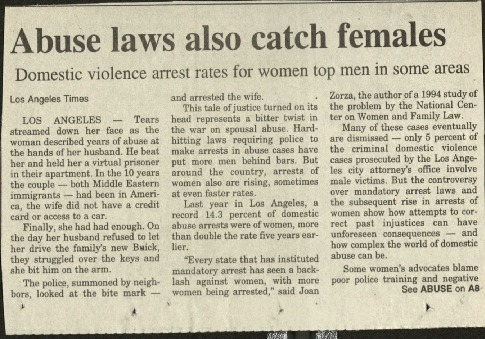 Abuse laws also catch females
Domestic violence arrest rates for women top men in some areas
Los Angeles Times
LOS ANGELES — Tears
streamed down her face as the
woman described years of abuse at
the hands of her husband. He beat
her and held her a virtual prisoner
in their apartment. In the 10 years
the couple — both Middle Eastern
immigrants — had been in Ameri-
ca, the wife did not have a credit
card or access to a car.
Finally, she had had enough. On
the day her husband refused to let
her drive the family's new Buick,
they struggled over the keys and
she bit him on the arm.
The police, summoned by neigh-
bors, looked at the bite mark —
and arrested the wife.
This tale of justice turned on its
head represents a bitter twist in
the war on spousal abuse. Hard-
hitting laws requiring police to
make arrests in abuse cases have
put more men behind bars. But
around the country, arrests of
women also are rising, sometimes
at even faster rates.
Last year in Los Angeles, a
record 14.3 percent of domestic
abuse arrests were of women, more
than double the rate five years ear-
lier.
"Every state that has instituted
mandatory arrest has seen a back-
lash against women, with more
women being arrested," said Joan
Zorza, the author of a 1994 study of
the problem by the National Cen-
ter on Women and Family Law.
Many of these cases eventually
are dismissed — only 5 percent of
the criminal domestic violence
cases prosecuted by the Los Ange-
les city attorney's office involve
male victims. But the controversy
over mandatory arrest laws and
the subsequent rise in arrests of
women show how attempts to cor-
rect past injustices can have
unforeseen consequences — and
how complex the world of domestic
abuse can be.
Some women's advocates blame
poor police training and negative
See ABUSE on A8